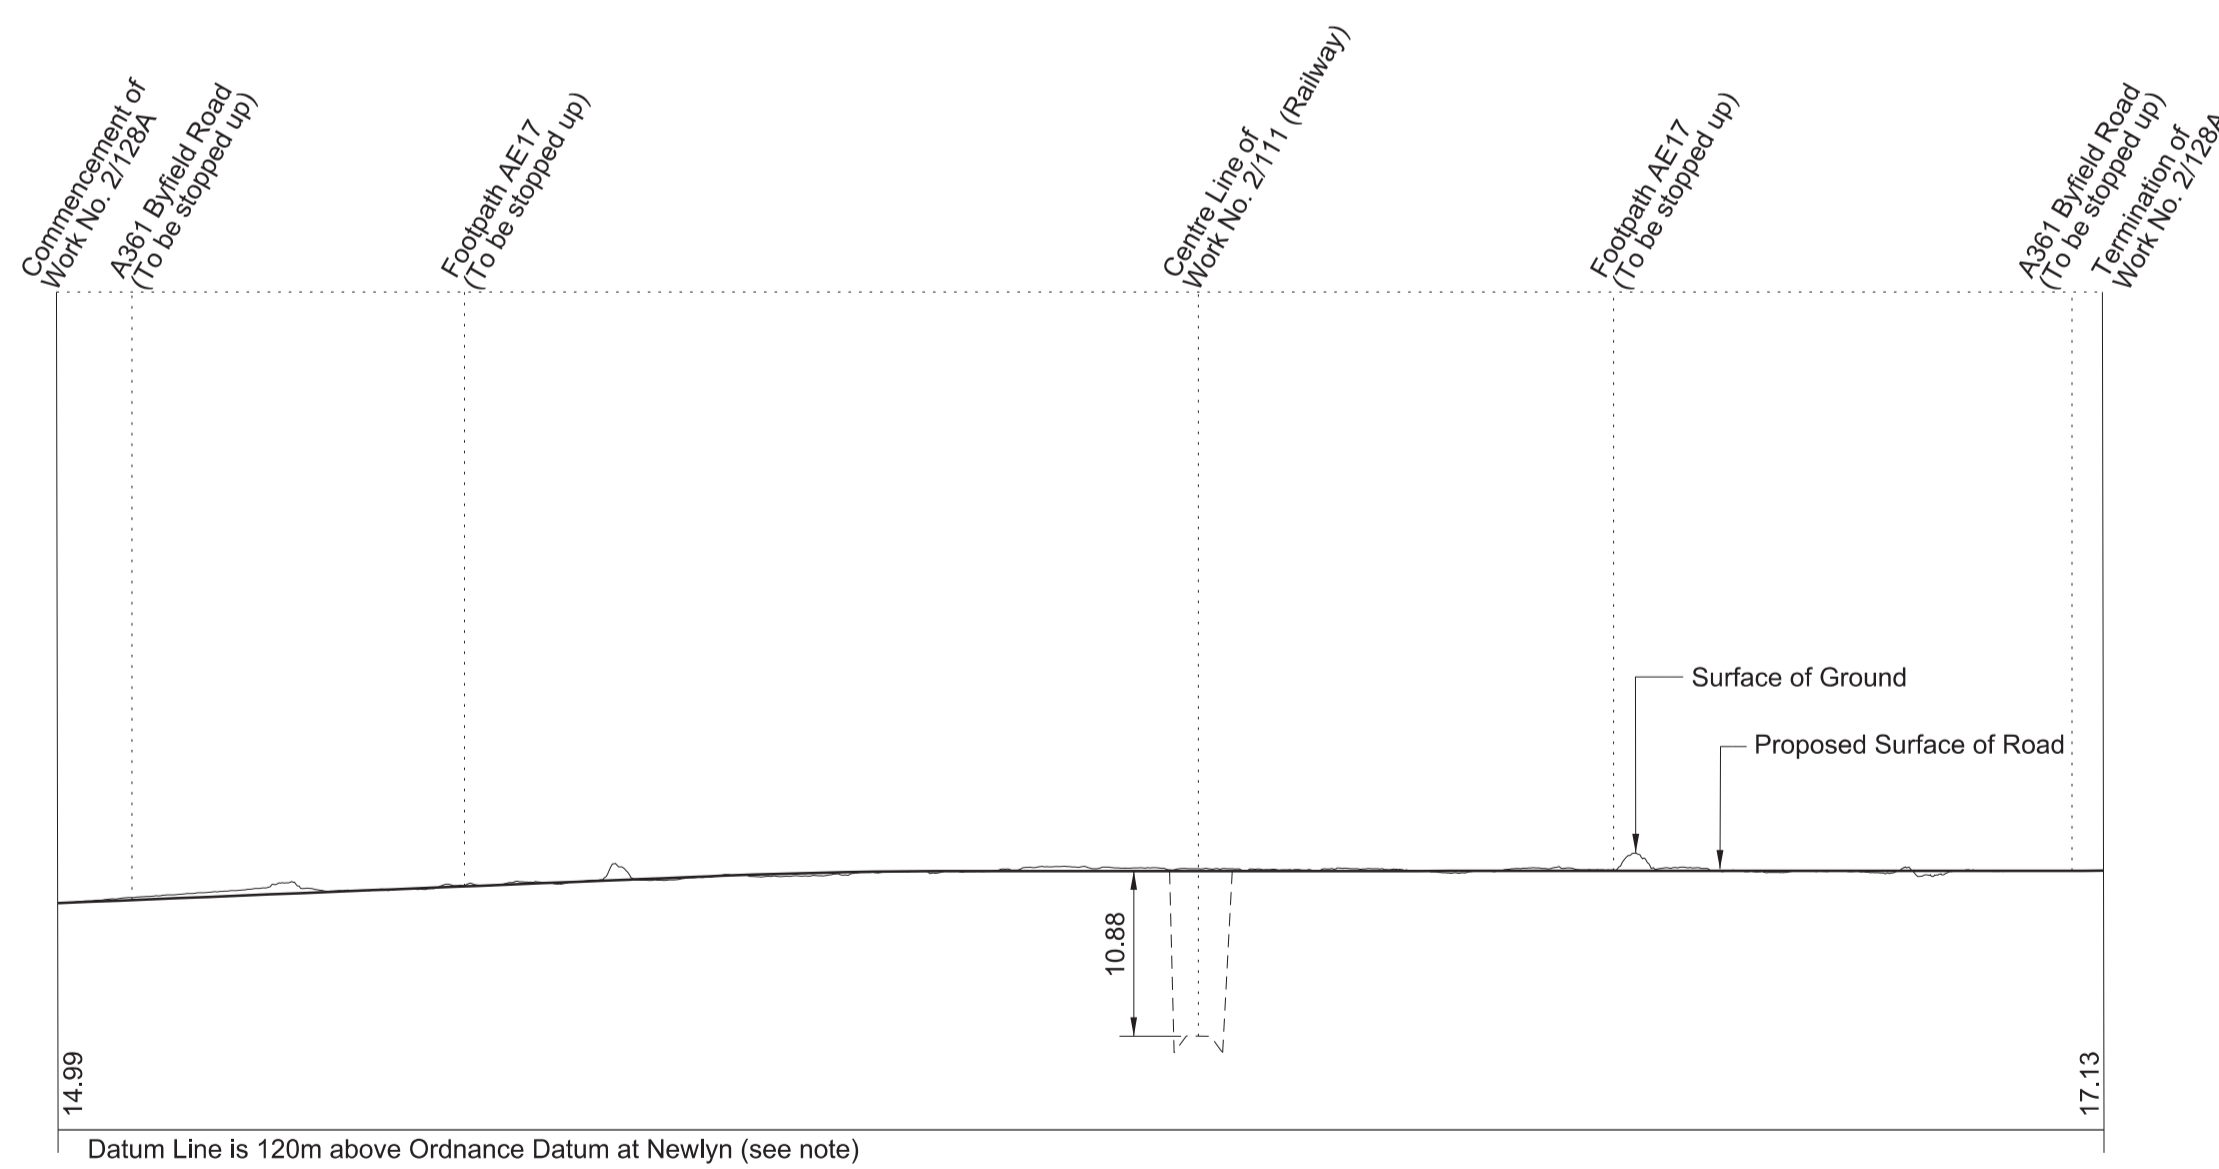 Commencement of
Work No. 2/128A
A361 Byfield Road
(To be stopped up)
Footpath AE17
(To be stopped up)
Centre Line of
Work No. 2/111 (Railway)
Footpath AE17
(To be stopped up)
A361 Byfield Road
(To be stopped up)
Termination of
Work No. 2/128A
Surface of Ground
Proposed Surface of Road
10.88
14.99
17.13
Datum Line is 120m above Ordnance Datum at Newlyn (see note)